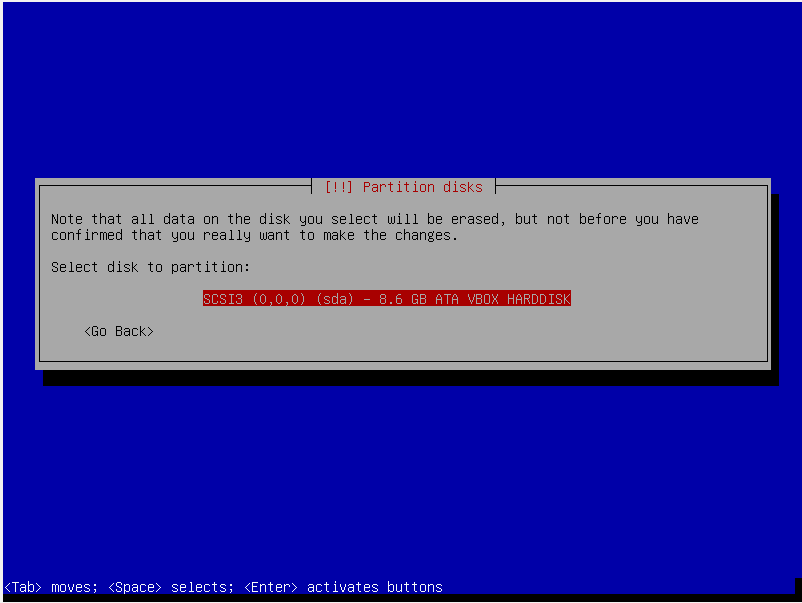 [!!] Partition disks
Note that all data on the disk you select will be erased, but not before you have
confirmed that you really want to make the changes.
Select disk to partition:
SCSI3 (0,0,0) (sda) - 8.6 GB ATA VBOX HARDDISK
<Go Back>
<Tab> moves; <Space> selects; <Enter> activates buttons